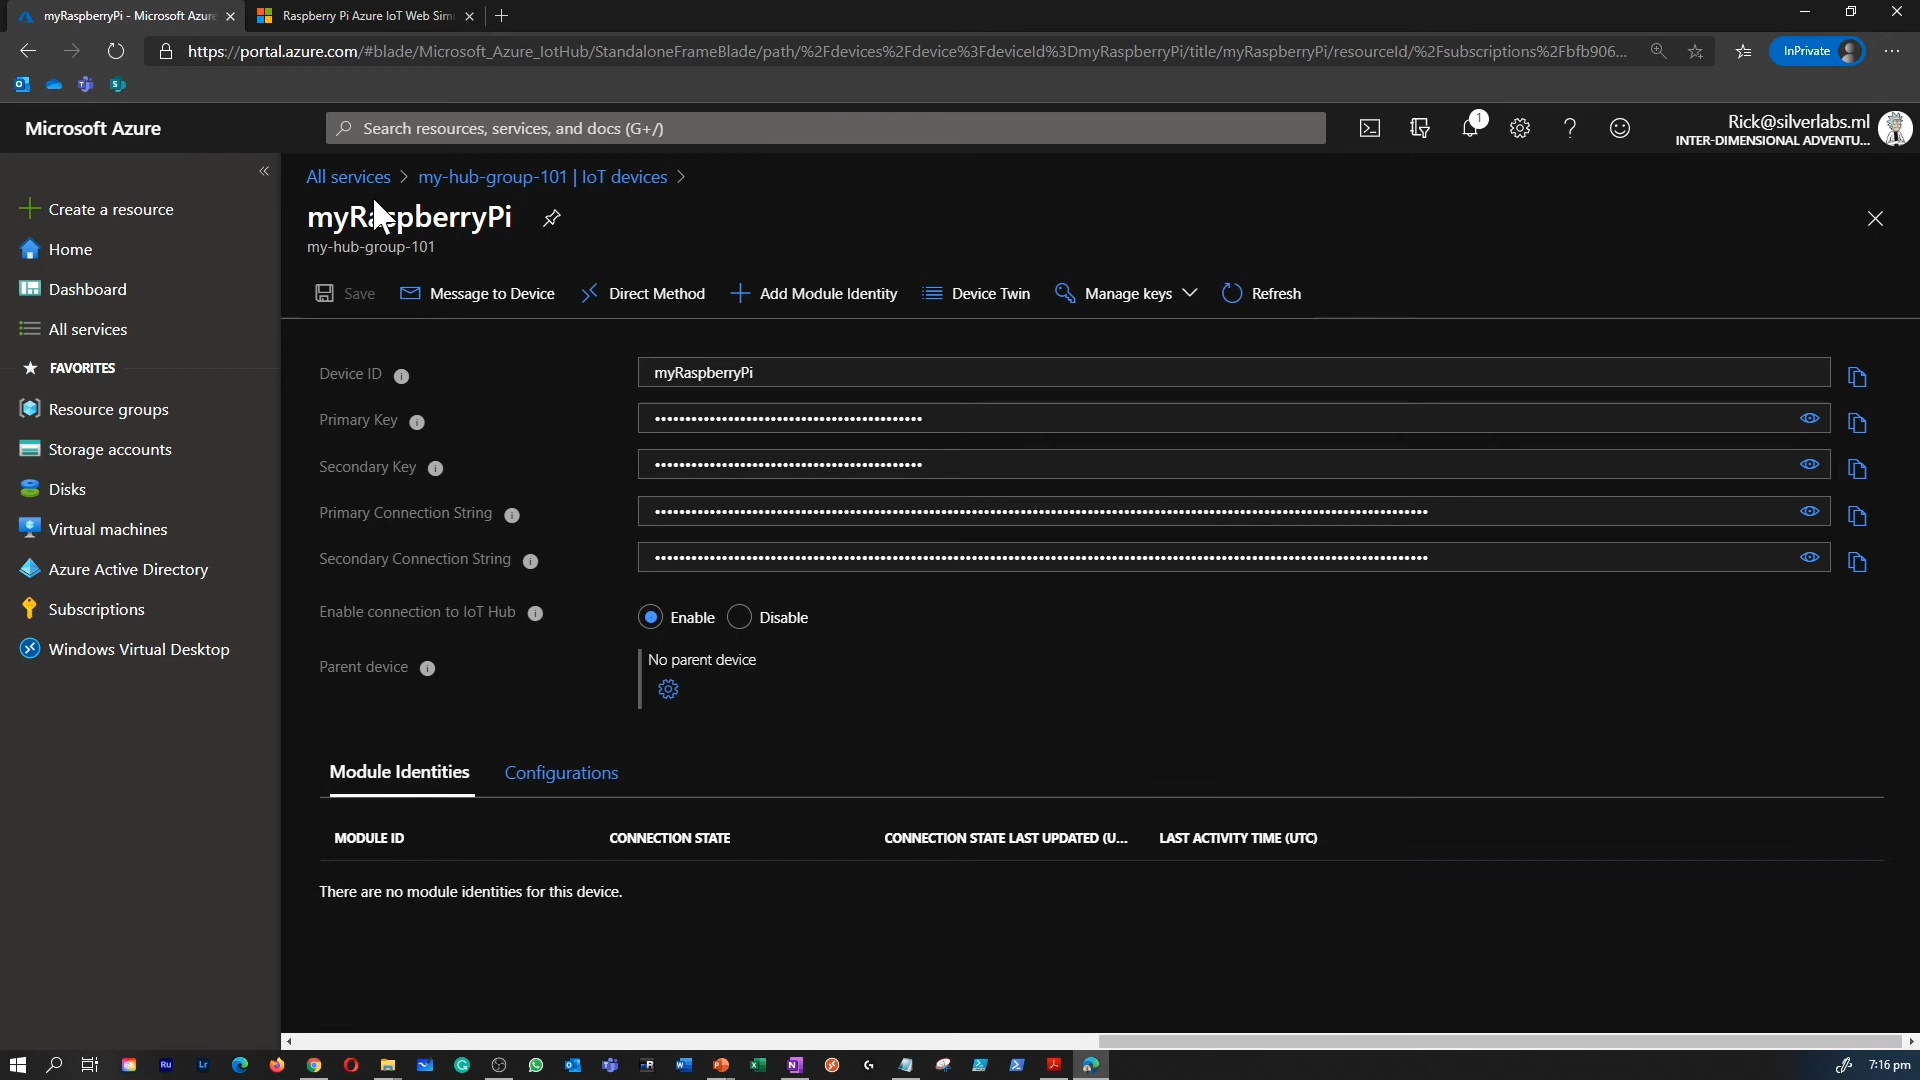 myRaspberryPi - Microsoft Azure
Raspberry Pi Azure IoT Web Sim
https://portal.azure.com/#blade/Microsoft_Azure_IotHub/StandaloneFrameBlade/path/%2Fdevices%2Fdevice%3FdeviceId%3DmyRaspberryPi/title/myRaspberryPi/resourceId/%2Fsubscriptions%2Fbfb906...
InPrivate
Microsoft Azure
Search resources, services, and docs (G+/)
1
Rick@silverlabs.ml
INTER-DIMENSIONAL ADVENTU...
Create a resource
Home
Dashboard
All services
FAVORITES
Resource groups
Storage accounts
Disks
Virtual machines
Azure Active Directory
Subscriptions
Windows Virtual Desktop
All services > my-hub-group-101 | IoT devices >
myRaspberryPi
my-hub-group-101
Save Message to Device Direct Method Add Module Identity Device Twin Manage keys Refresh
Device ID myRaspberryPi
Primary Key
Secondary Key
Primary Connection String
Secondary Connection String
Enable connection to IoT Hub Enable Disable
Parent device No parent device
Module Identities Configurations
MODULE ID CONNECTION STATE CONNECTION STATE LAST UPDATED (U... LAST ACTIVITY TIME (UTC)
There are no module identities for this device.
7:16 pm